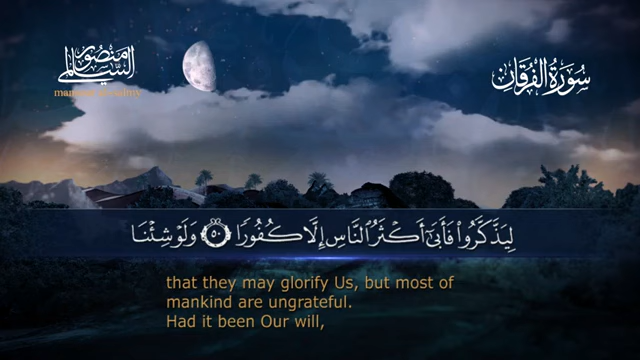 منصور السالمي
سورة الفرقان
لِيَذَّكَّرُوا۟ فَأَبَىٰٓ أَكْثَرُ ٱلنَّاسِ إِلَّا كُفُورًا ۝٥٠ وَلَوْ شِئْنَا
that they may glorify Us, but most of
mankind are ungrateful.
Had it been Our will,